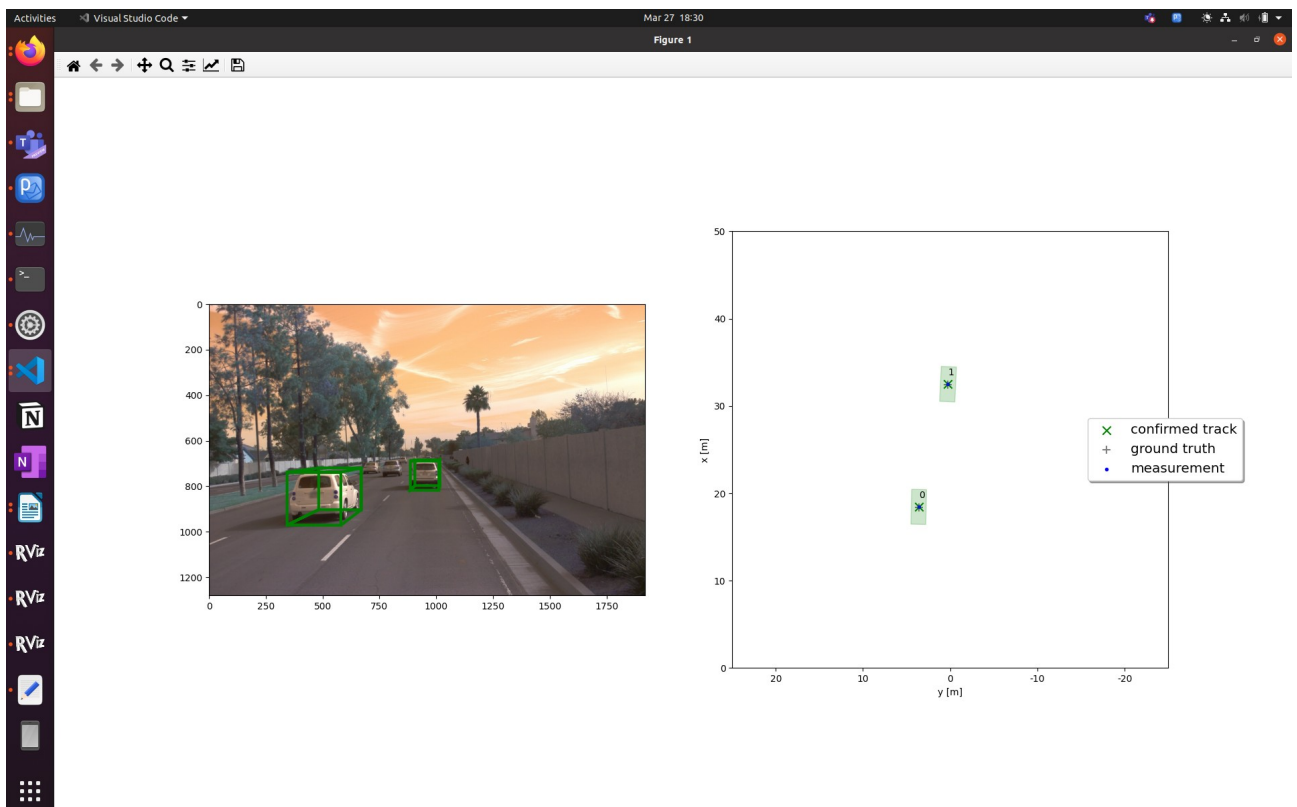 Activities
Visual Studio Code
Mar 27 18:30
Figure 1
0
200
400
600
800
1000
1200
0 250 500 750 1000 1250 1500 1750
50
40
30
20
10
0
x [m]
1
0
confirmed track
ground truth
measurement
20 10 0 -10 -20
y [m]
T
p
>_
N
N
RViz
RViz
RViz